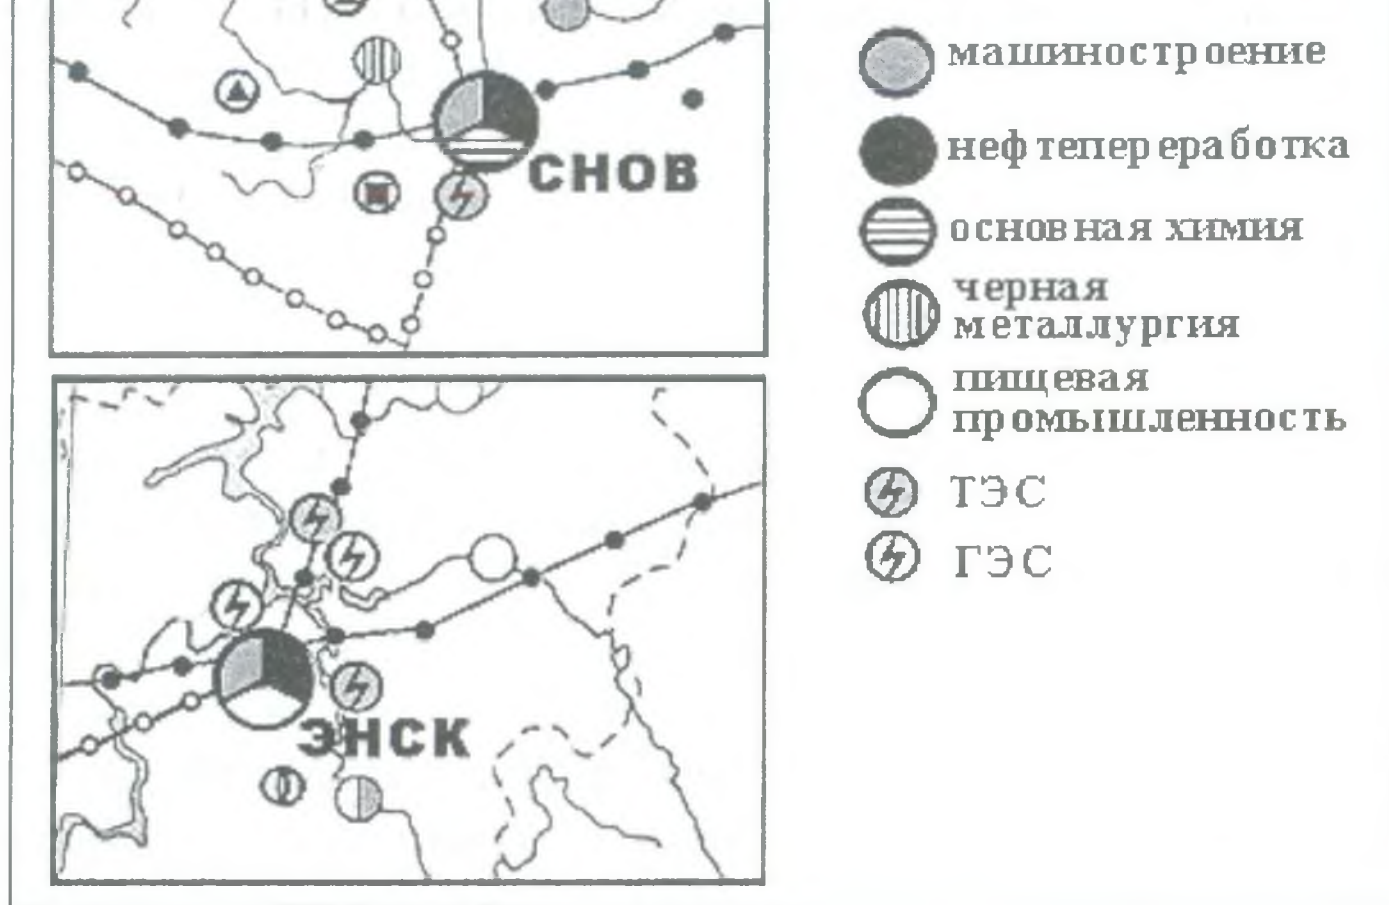 СНОВ
ЭНСК
машиностроение
нефтепереработка
основная химия
черная
металлургия
пищевая
промышленность
ТЭС
ГЭС